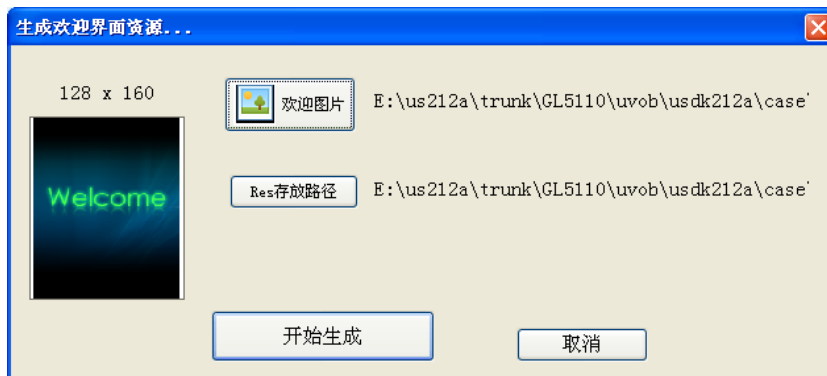 生成欢迎界面资源...
128 x 160
欢迎图片
E:\us212a\trunk\GL5110\uvob\usdk212a\case
Welcome
Res存放路径
E:\us212a\trunk\GL5110\uvob\usdk212a\case
开始生成
取消